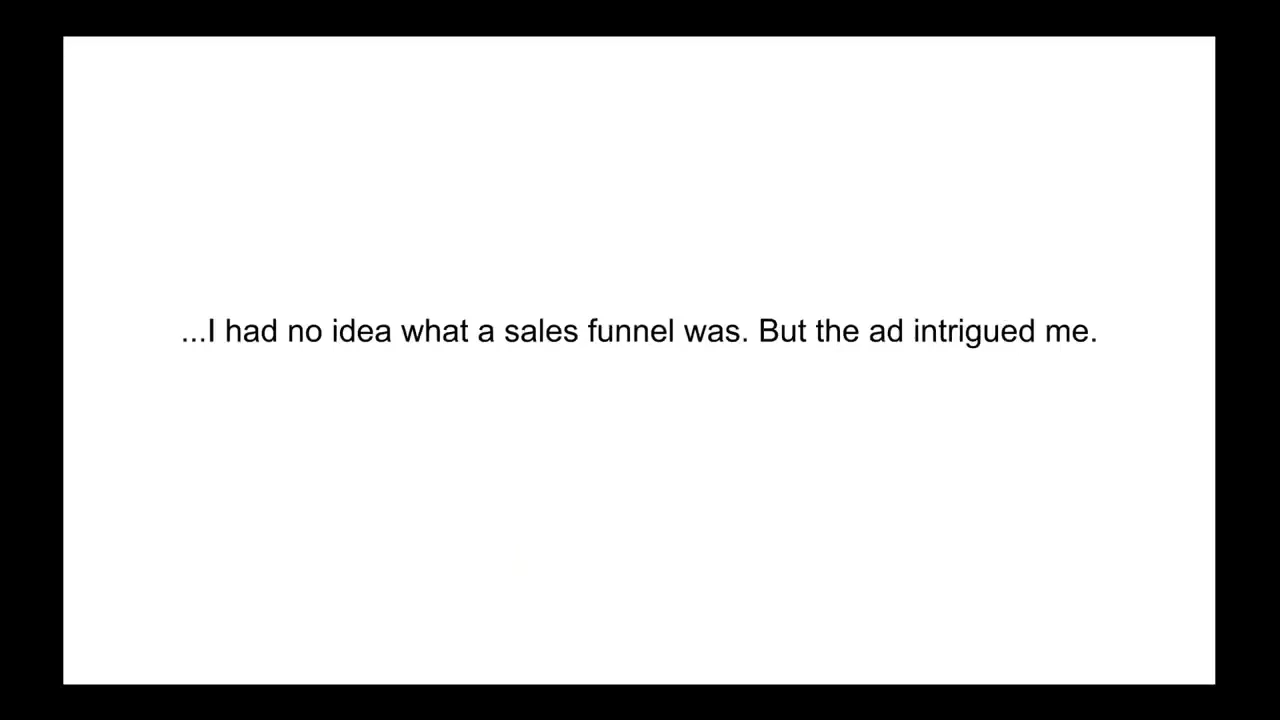 ...I had no idea what a sales funnel was. But the ad intrigued me.